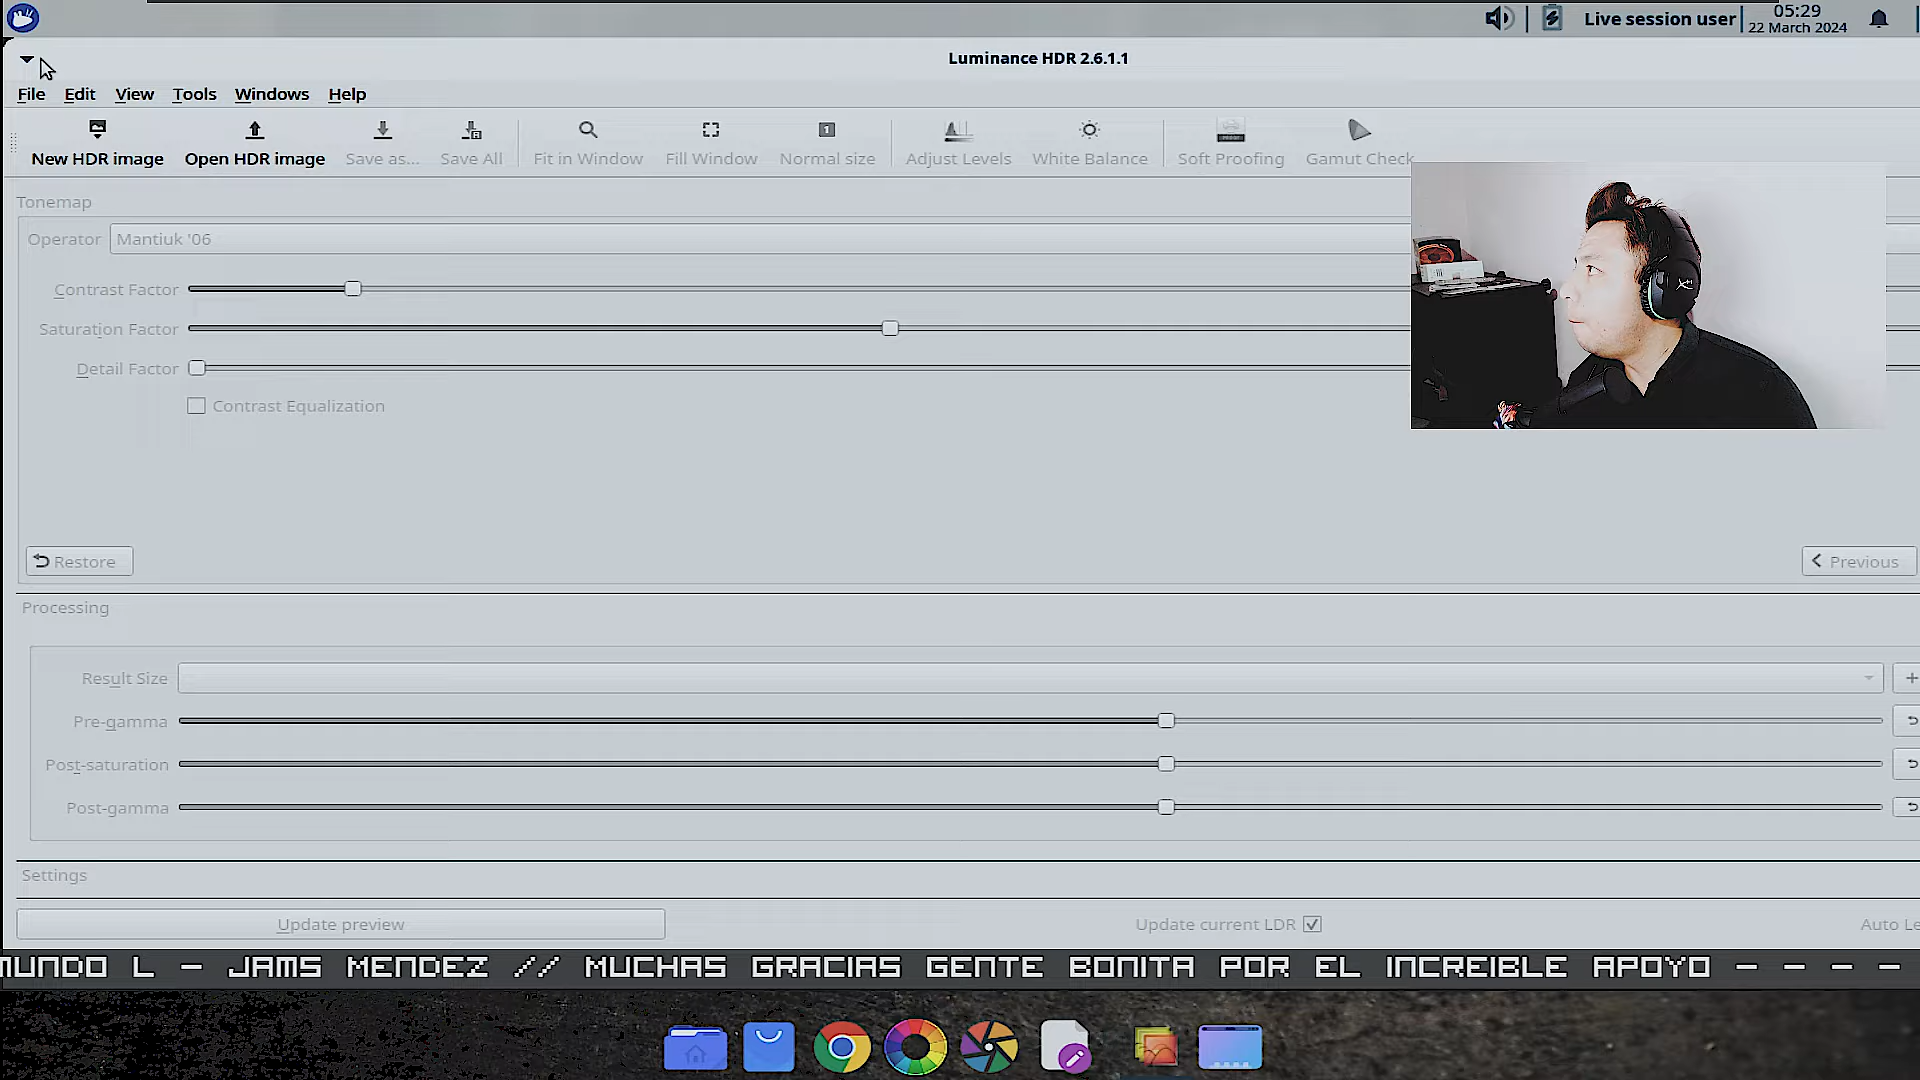 Live session user
05:29
22 March 2024
Luminance HDR 2.6.1.1
File Edit View Tools Windows Help
New HDR image Open HDR image Save as... Save All Fit in Window Fill Window Normal size Adjust Levels White Balance Soft Proofing Gamut Check
Tonemap
Operator Mantiuk '06
Contrast Factor
Saturation Factor
Detail Factor
Contrast Equalization
Restore Previous
Processing
Result Size
Pre-gamma
Post-saturation
Post-gamma
Settings
Update preview Update current LDR Auto Le
MUNDO L - JAMS MENDEZ // MUCHAS GRACIAS GENTE BONITA POR EL INCREIBLE APOYO - - - -